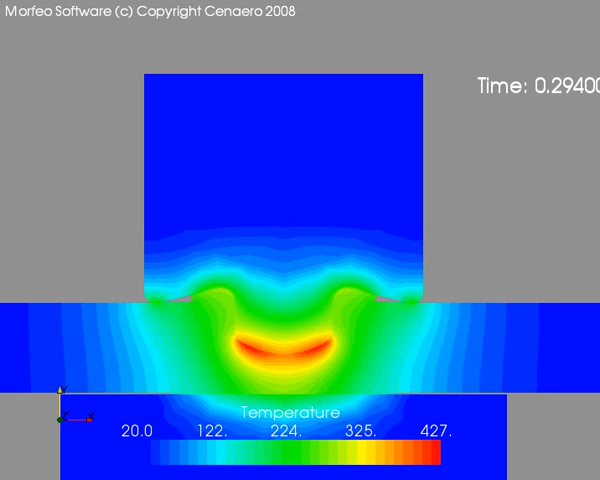 Morfeo Software (c) Copyright Cenaero 2008
Time: 0.29400
Temperature
20.0 122. 224. 325. 427.